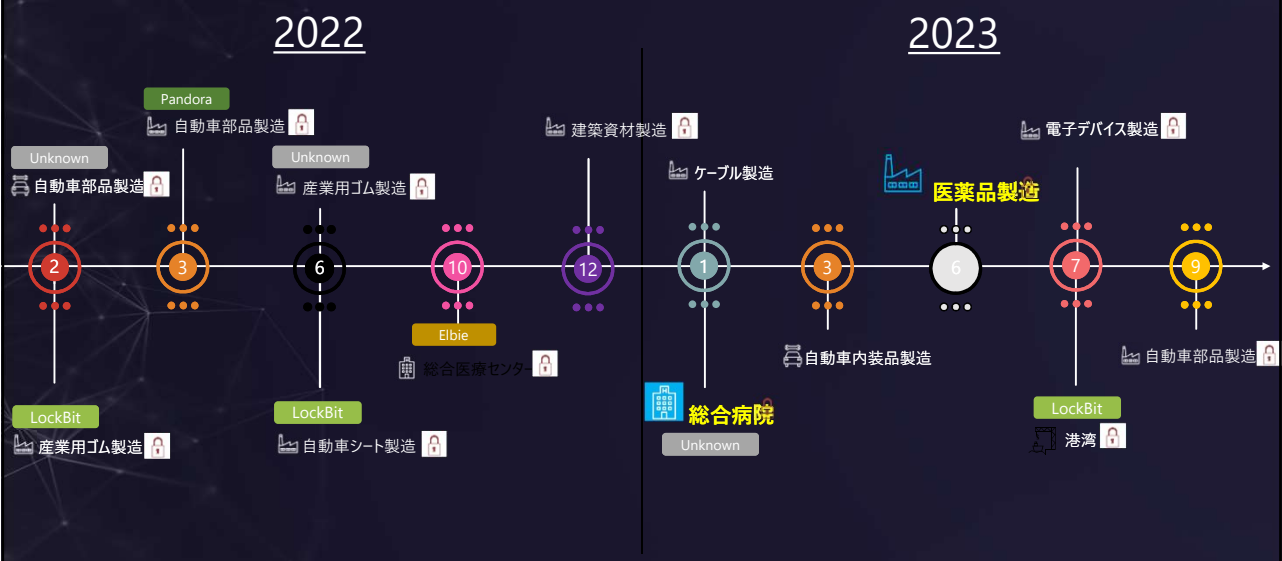 2022
2023
Pandora
自動車部品製造
Unknown
自動車部品製造
Unknown
産業用ゴム製造
建築資材製造
ケーブル製造
医薬品製造
電子デバイス製造
2
3
6
10
12
1
3
6
7
9
Elbie
総合医療センター
自動車内装品製造
自動車部品製造
LockBit
産業用ゴム製造
LockBit
自動車シート製造
総合病院
Unknown
LockBit
港湾